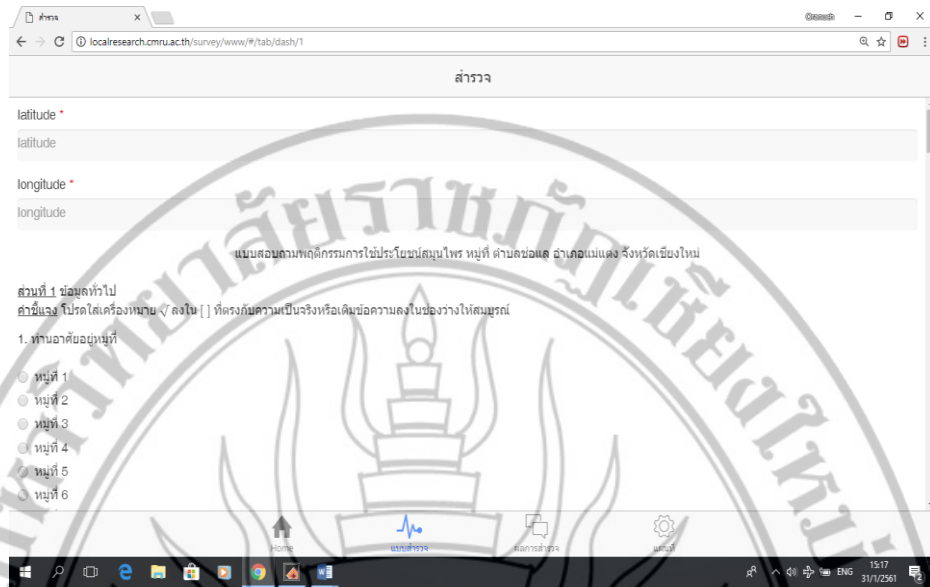 สำรวจ
localresearch.cmru.ac.th/survey/www/#/tab/dash/1
สำรวจ
latitude *
latitude
longitude *
longitude
แบบสอบถามพฤติกรรมการใช้ประโยชน์สมุนไพร หมู่ที่ ตำบลช่อแล อำเภอแม่แตง จังหวัดเชียงใหม่
ส่วนที่ 1 ข้อมูลทั่วไป
คำชี้แจง โปรดใส่เครื่องหมาย √ ลงใน [ ] ที่ตรงกับความเป็นจริงหรือเติมข้อความลงในช่องว่างให้สมบูรณ์
1. ท่านอาศัยอยู่หมู่ที่
หมู่ที่ 1
หมู่ที่ 2
หมู่ที่ 3
หมู่ที่ 4
หมู่ที่ 5
หมู่ที่ 6
Home แบบสำรวจ ผลการสำรวจ แผนที่
ENG 15:17
31/1/2561